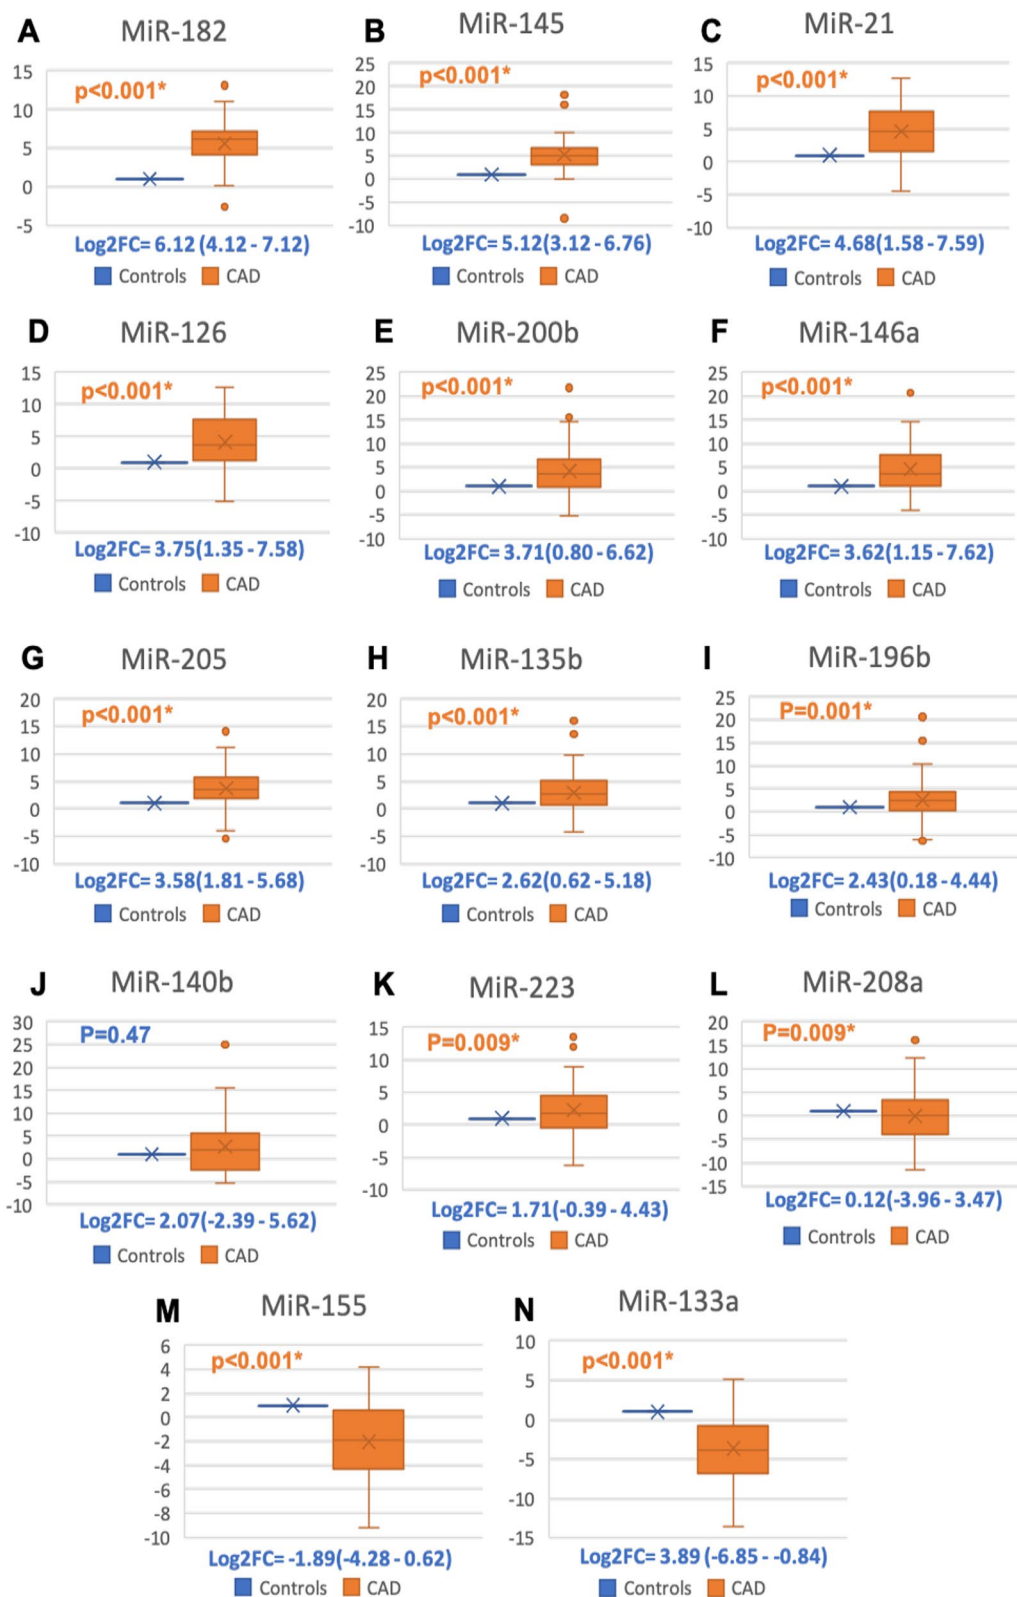 A MiR-182
15
10
5
0
-5
p<0.001*
Log2FC= 6.12 (4.12 - 7.12)
Controls CAD
B MiR-145
25
20
15
10
5
0
-5
-10
p<0.001*
Log2FC= 5.12(3.12 - 6.76)
Controls CAD
C MiR-21
15
10
5
0
-5
-10
p<0.001*
Log2FC= 4.68(1.58 - 7.59)
Controls CAD
D MiR-126
15
10
5
0
-5
-10
p<0.001*
Log2FC= 3.75(1.35 - 7.58)
Controls CAD
E MiR-200b
25
20
15
10
5
0
-5
-10
p<0.001*
Log2FC= 3.71(0.80 - 6.62)
Controls CAD
F MiR-146a
25
20
15
10
5
0
-5
-10
p<0.001*
Log2FC= 3.62(1.15 - 7.62)
Controls CAD
G MiR-205
20
15
10
5
0
-5
-10
p<0.001*
Log2FC= 3.58(1.81 - 5.68)
Controls CAD
H MiR-135b
20
15
10
5
0
-5
-10
p<0.001*
Log2FC= 2.62(0.62 - 5.18)
Controls CAD
I MiR-196b
25
20
15
10
5
0
-5
-10
P=0.001*
Log2FC= 2.43(0.18 - 4.44)
Controls CAD
J MiR-140b
30
25
20
15
10
5
0
-5
-10
P=0.47
Log2FC= 2.07(-2.39 - 5.62)
Controls CAD
K MiR-223
15
10
5
0
-5
-10
P=0.009*
Log2FC= 1.71(-0.39 - 4.43)
Controls CAD
L MiR-208a
20
15
10
5
0
-5
-10
-15
P=0.009*
Log2FC= 0.12(-3.96 - 3.47)
Controls CAD
M MiR-155
6
4
2
0
-2
-4
-6
-8
-10
p<0.001*
Log2FC= -1.89(-4.28 - 0.62)
Controls CAD
N MiR-133a
10
5
0
-5
-10
-15
p<0.001*
Log2FC= 3.89 (-6.85 - -0.84)
Controls CAD